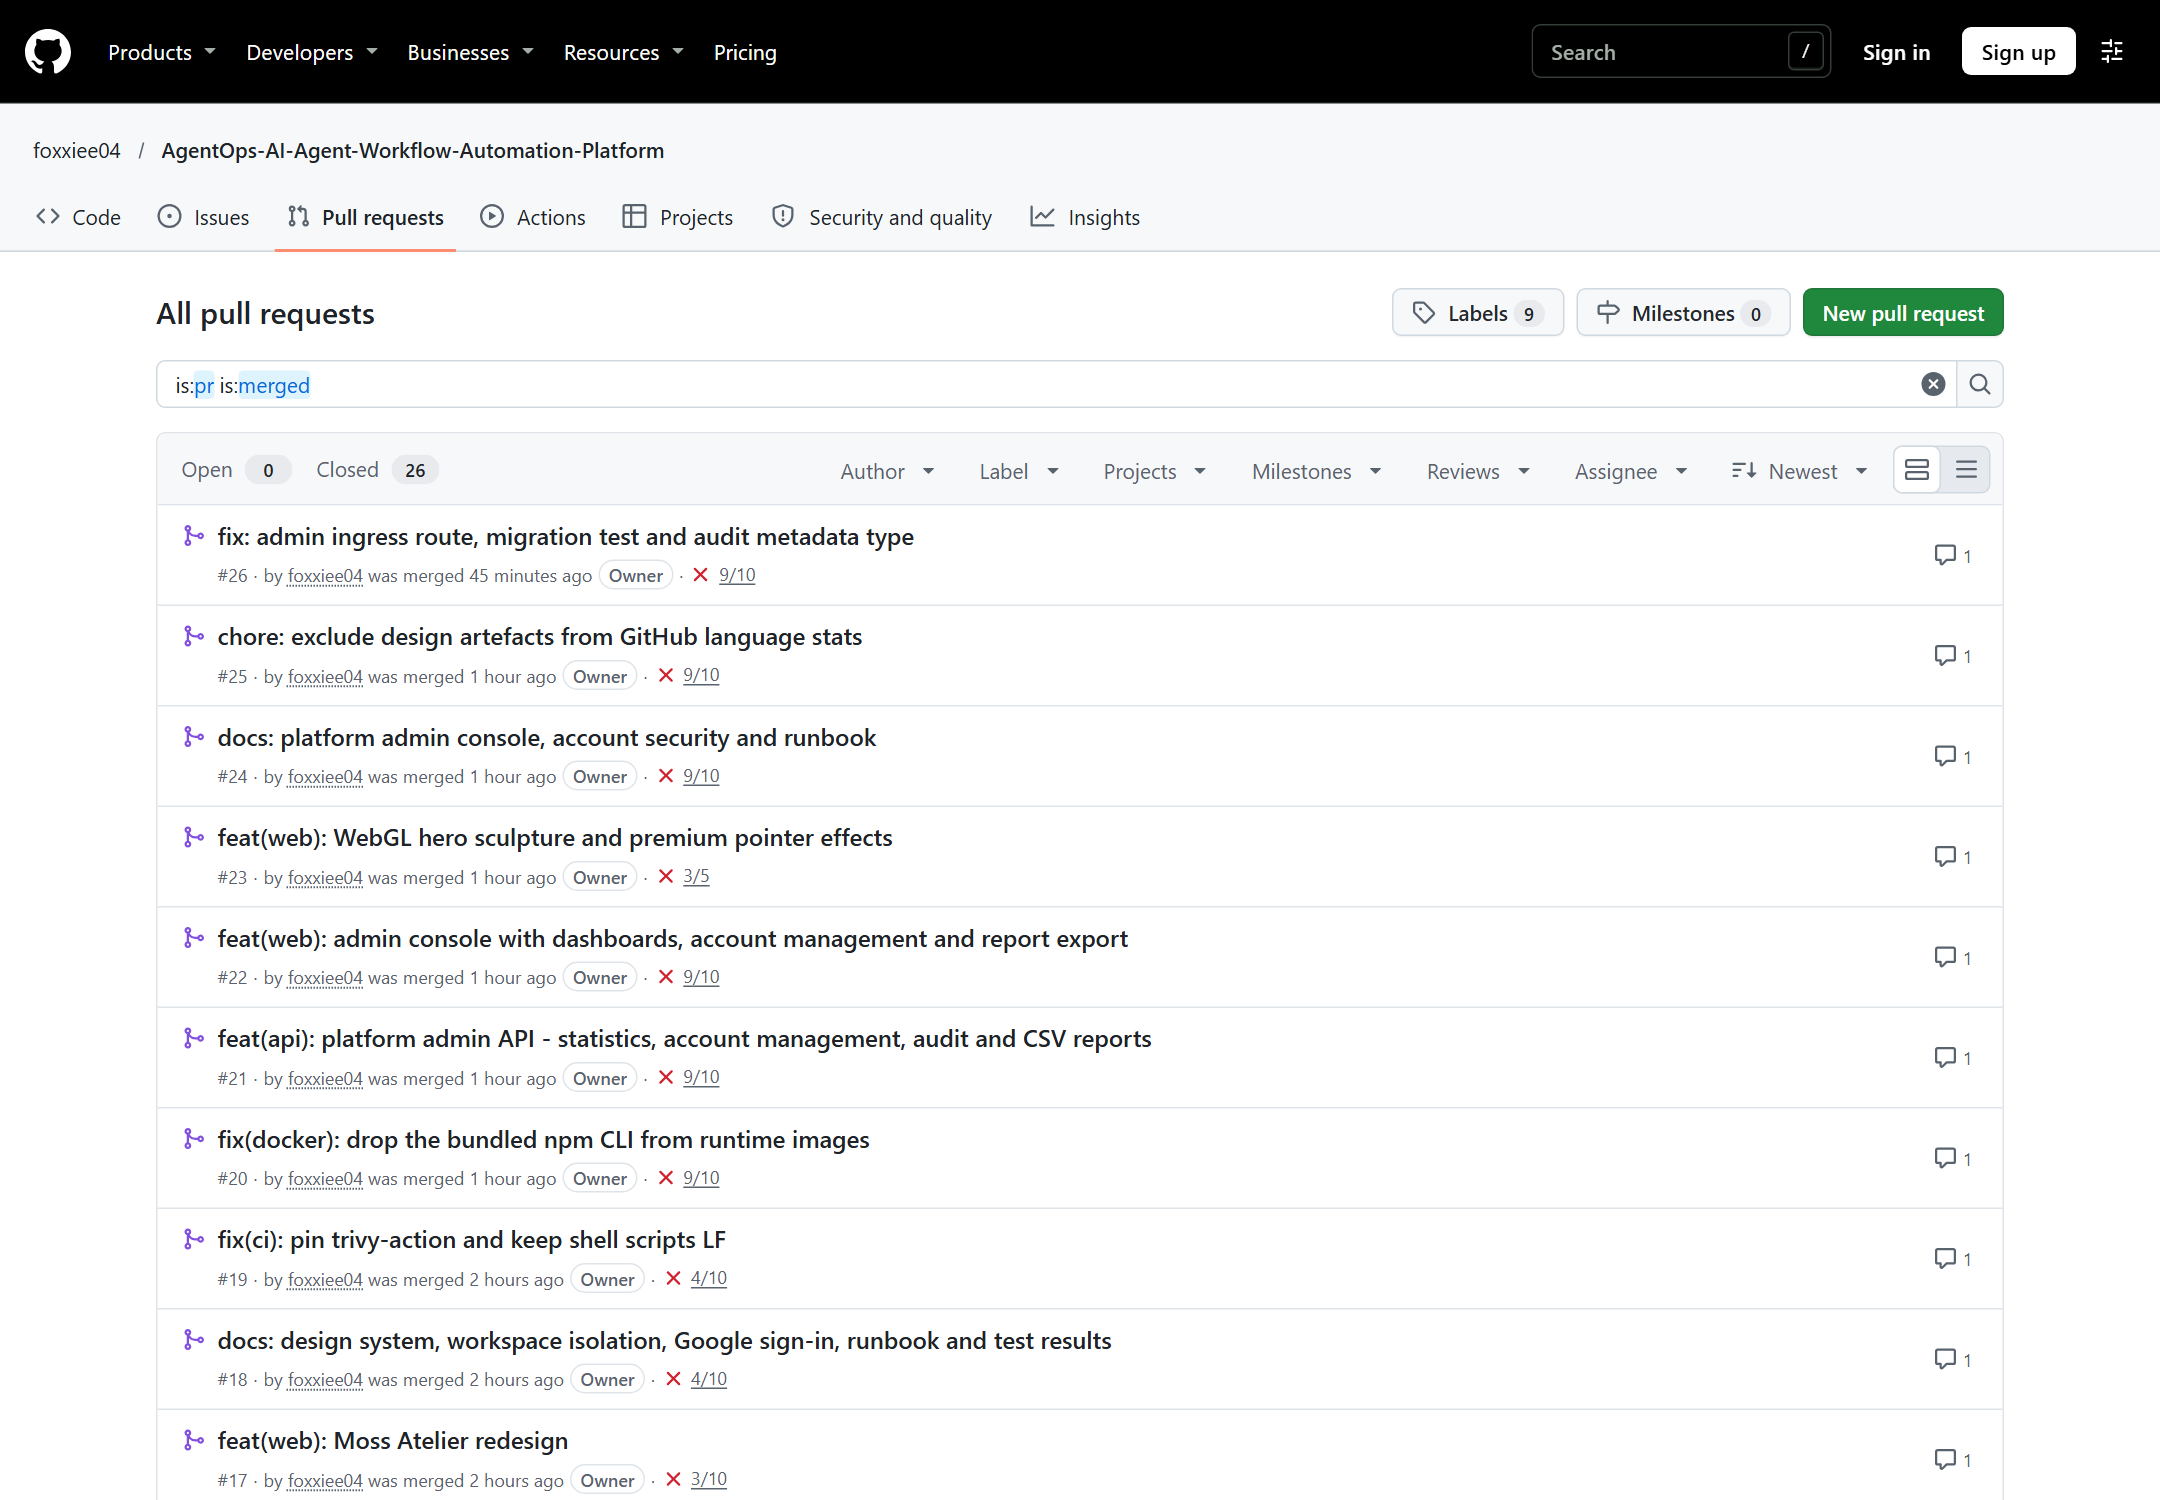 Products Developers Businesses Resources Pricing Search / Sign in Sign up
foxxiee04 / AgentOps-AI-Agent-Workflow-Automation-Platform
Code Issues Pull requests Actions Projects Security and quality Insights
All pull requests Labels 9 Milestones 0 New pull request
is:pr is:merged
Open 0 Closed 26 Author Label Projects Milestones Reviews Assignee Newest
fix: admin ingress route, migration test and audit metadata type
1
#26 · by foxxiee04 was merged 45 minutes ago Owner · 9/10
chore: exclude design artefacts from GitHub language stats
1
#25 · by foxxiee04 was merged 1 hour ago Owner · 9/10
docs: platform admin console, account security and runbook
1
#24 · by foxxiee04 was merged 1 hour ago Owner · 9/10
feat(web): WebGL hero sculpture and premium pointer effects
1
#23 · by foxxiee04 was merged 1 hour ago Owner · 3/5
feat(web): admin console with dashboards, account management and report export
1
#22 · by foxxiee04 was merged 1 hour ago Owner · 9/10
feat(api): platform admin API - statistics, account management, audit and CSV reports
1
#21 · by foxxiee04 was merged 1 hour ago Owner · 9/10
fix(docker): drop the bundled npm CLI from runtime images
1
#20 · by foxxiee04 was merged 1 hour ago Owner · 9/10
fix(ci): pin trivy-action and keep shell scripts LF
1
#19 · by foxxiee04 was merged 2 hours ago Owner · 4/10
docs: design system, workspace isolation, Google sign-in, runbook and test results
1
#18 · by foxxiee04 was merged 2 hours ago Owner · 4/10
feat(web): Moss Atelier redesign
1
#17 · by foxxiee04 was merged 2 hours ago Owner · 3/10